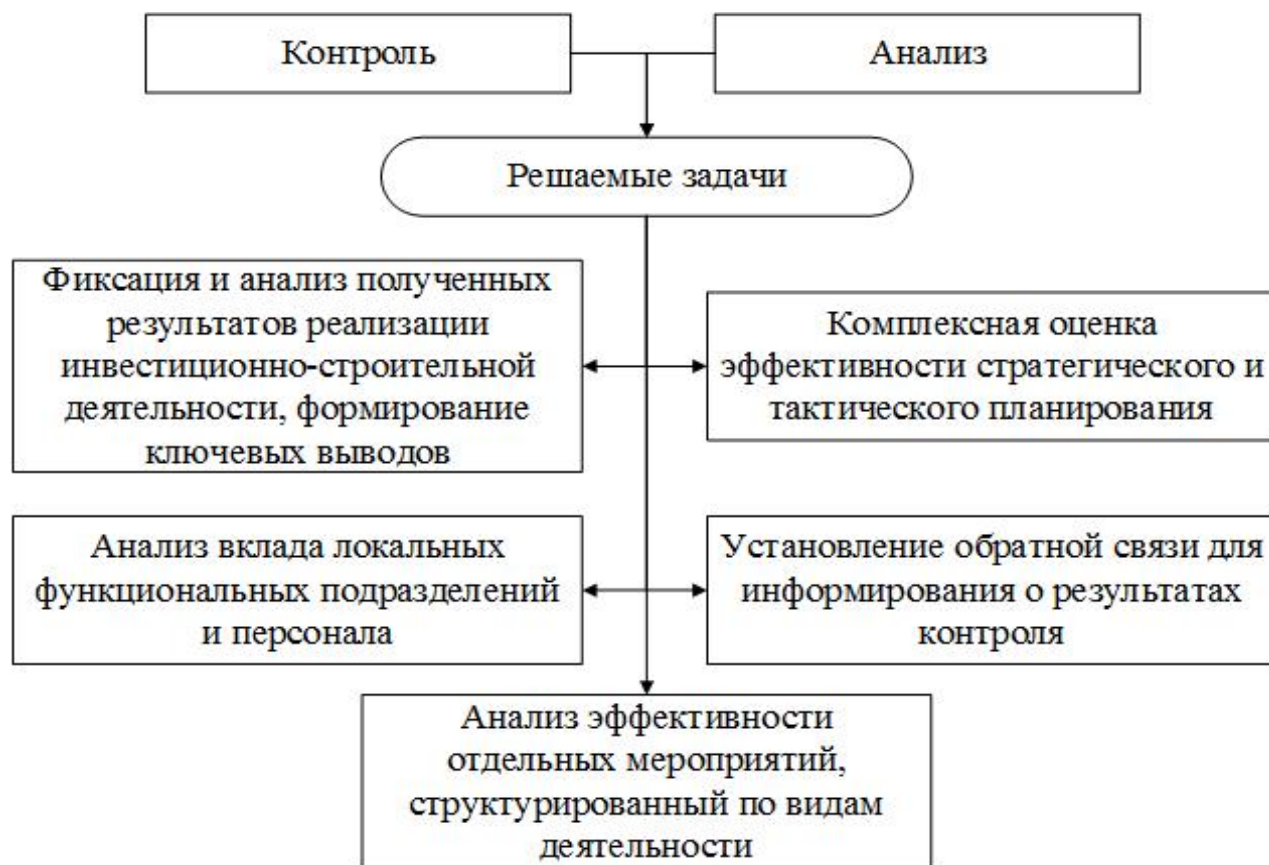 Контроль
Анализ
Решаемые задачи
Фиксация и анализ полученных
результатов реализации
инвестиционно-строительной
деятельности, формирование
ключевых выводов
Комплексная оценка
эффективности стратегического и
тактического планирования
Анализ вклада локальных
функциональных подразделений
и персонала
Установление обратной связи для
информирования о результатах
контроля
Анализ эффективности
отдельных мероприятий,
структурированный по видам
деятельности